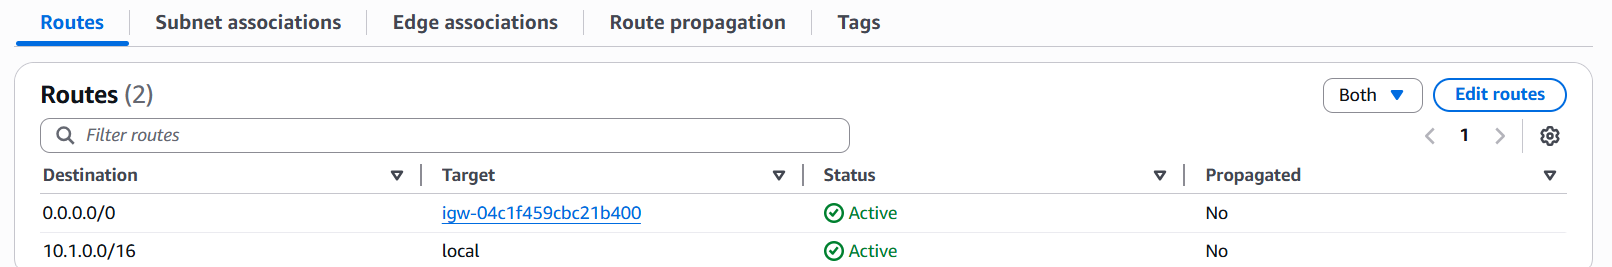 Routes Subnet associations Edge associations Route propagation Tags
Routes (2) Both Edit routes
Filter routes 1
Destination Target Status Propagated
0.0.0.0/0 igw-04c1f459cbc21b400 Active No
10.1.0.0/16 local Active No